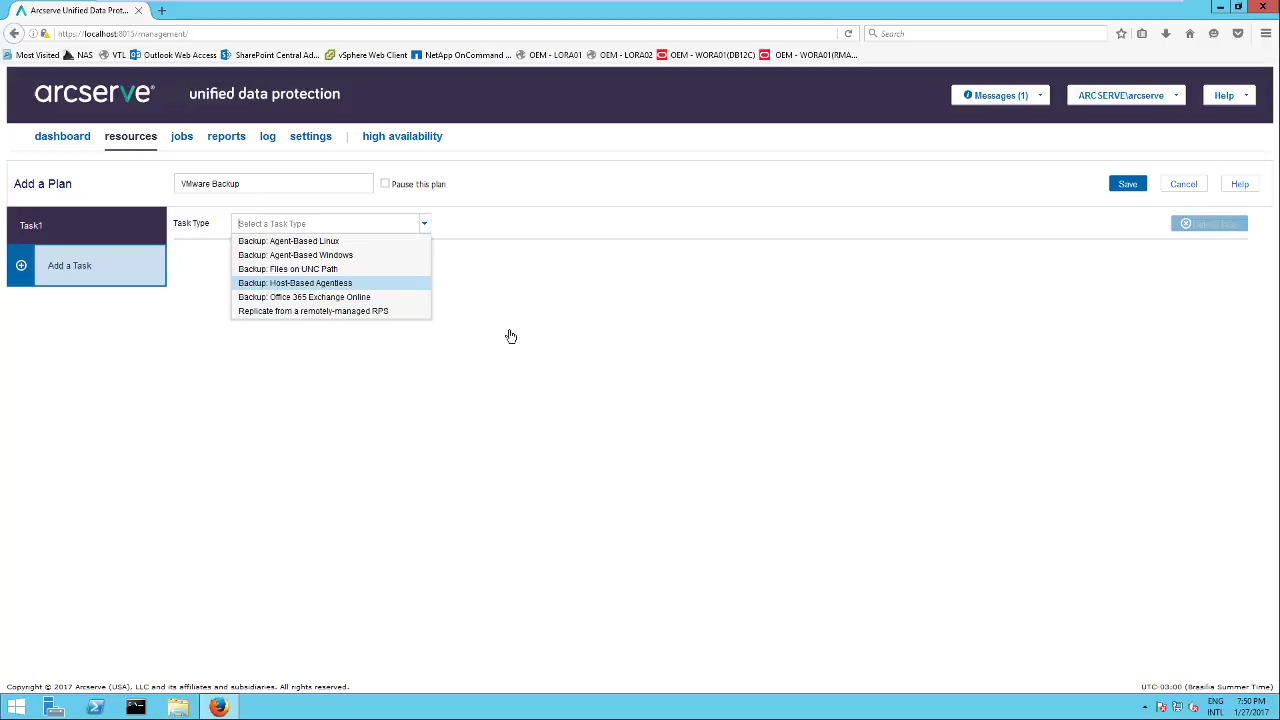 Arcserve Unified Data Prot...
https://localhost:8015/management/
Search
Most Visited NAS VTL Outlook Web Access SharePoint Central Ad... vSphere Web Client NetApp OnCommand ... OEM - LORA01 OEM - LORA02 OEM - WORA01(DB12C) OEM - WORA01(RMA...
arcserve® unified data protection
Messages (1) ARCSERVE\arcserve Help
dashboard resources jobs reports log settings | high availability
Add a Plan VMware Backup Pause this plan Save Cancel Help
Task1 Task Type Select a Task Type
Backup: Agent-Based Linux
Backup: Agent-Based Windows
Add a Task Backup: Files on UNC Path
Backup: Host-Based Agentless
Backup: Office 365 Exchange Online
Replicate from a remotely-managed RPS
Copyright © 2017 Arcserve (USA), LLC and its affiliates and subsidiaries. All rights reserved. UTC-03:00 (Brasilia Summer Time)
ENG 7:50 PM
INTL 1/27/2017